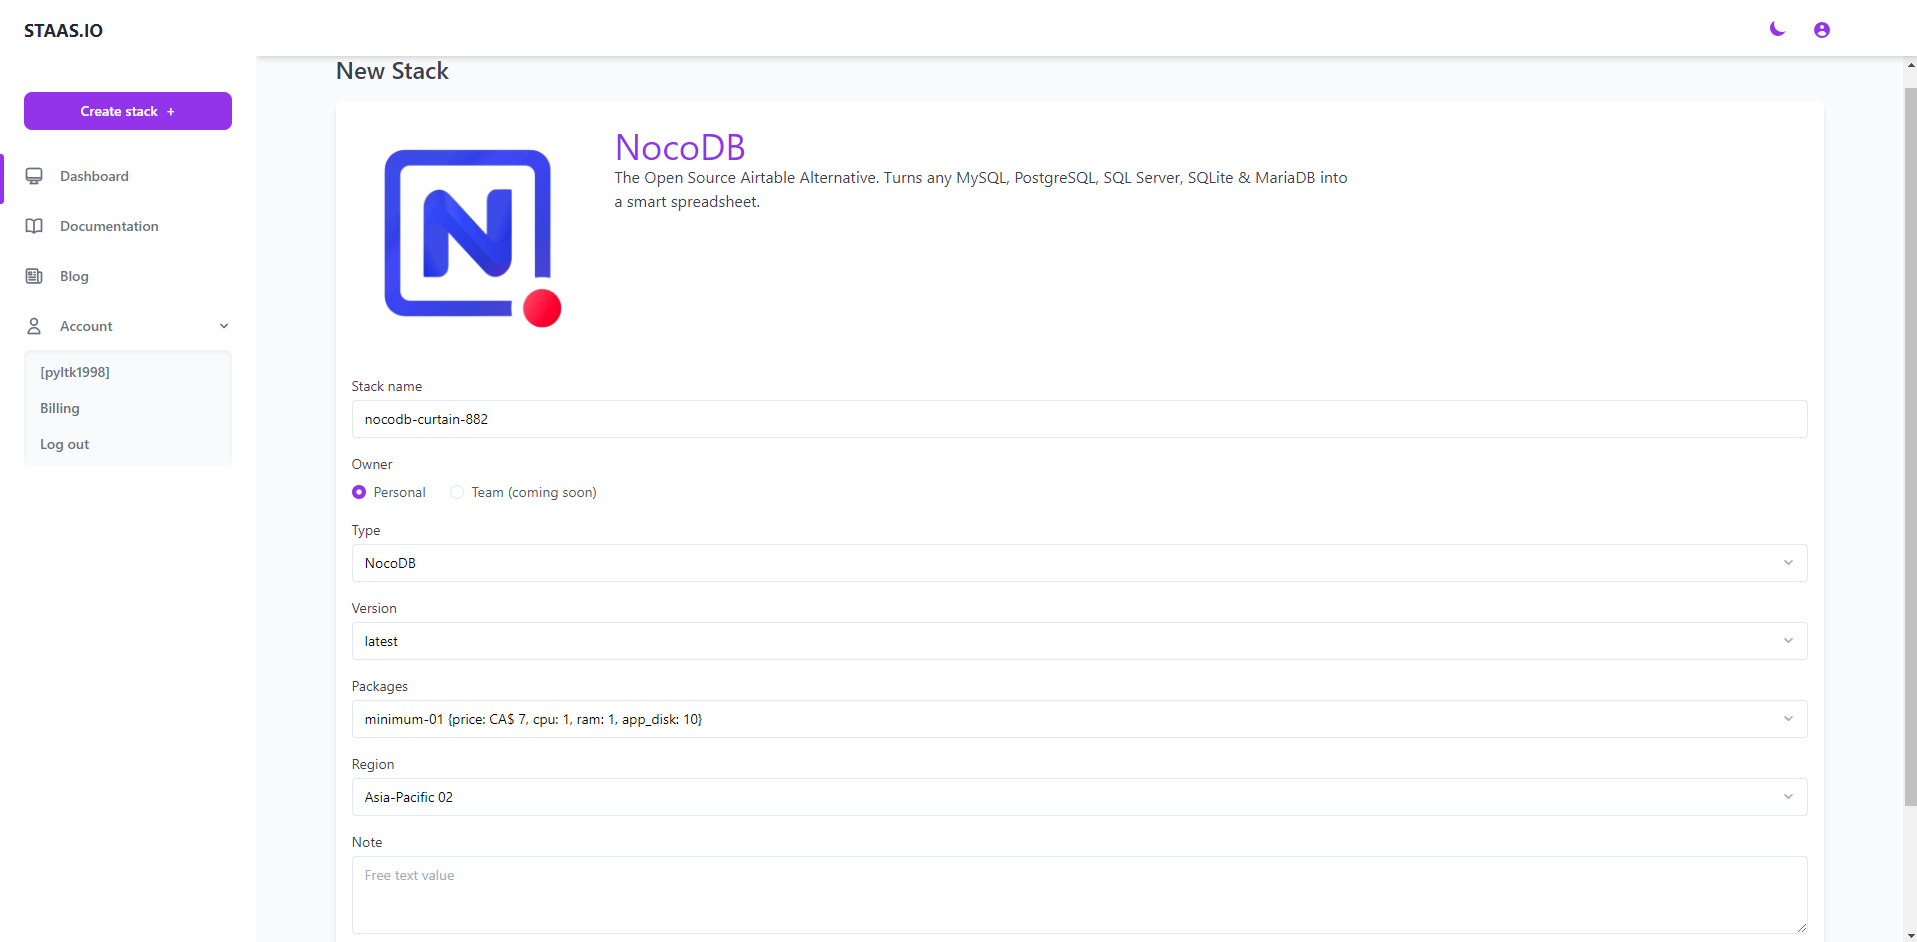 STAAS.IO
Create stack +
Dashboard
Documentation
Blog
Account
[pyltk1998]
Billing
Log out
New Stack
N
NocoDB
The Open Source Airtable Alternative. Turns any MySQL, PostgreSQL, SQL Server, SQLite & MariaDB into
a smart spreadsheet.
Stack name
nocodb-curtain-882
Owner
Personal
Team (coming soon)
Type
NocoDB
Version
latest
Packages
minimum-01 {price: CA$ 7, cpu: 1, ram: 1, app_disk: 10}
Region
Asia-Pacific 02
Note
Free text value